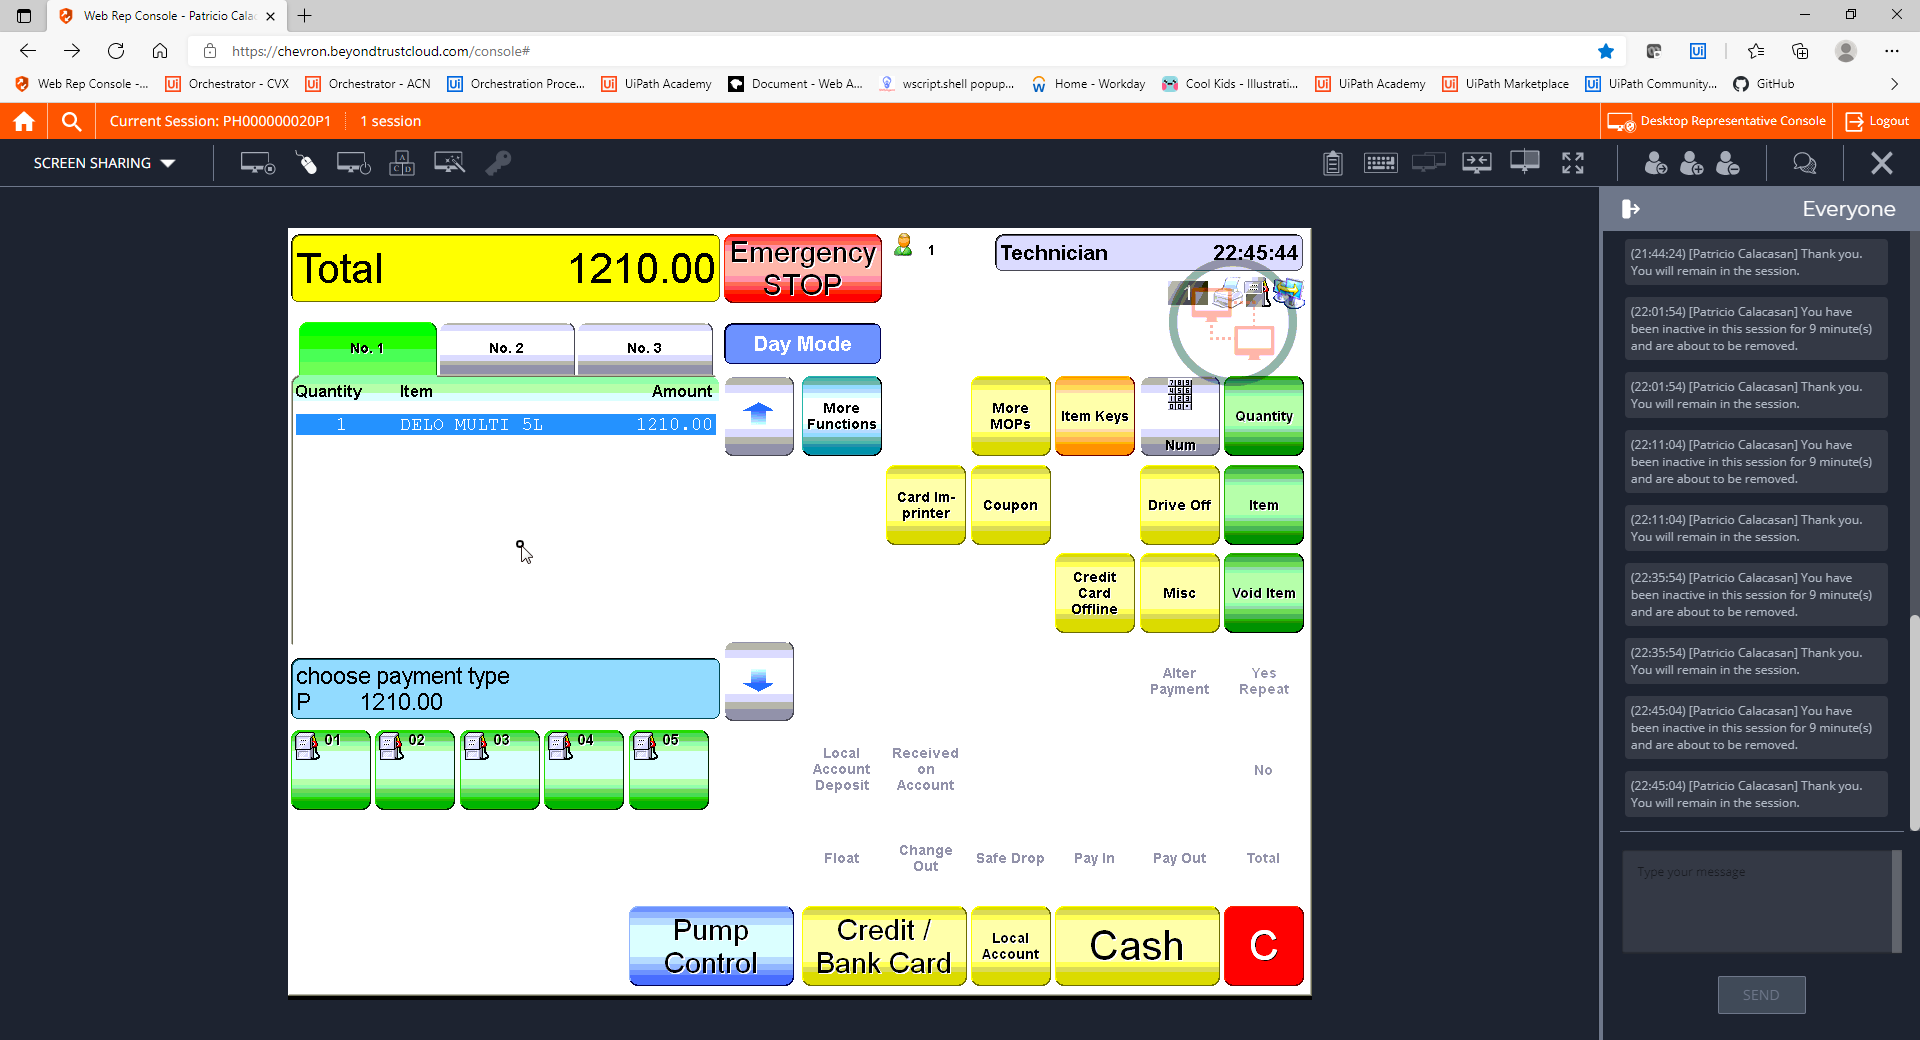 Web Rep Console - Patricio Cala
https://chevron.beyondtrustcloud.com/console#
Web Rep Console -...
Orchestrator - CVX
Orchestrator - ACN
Orchestration Proce...
UiPath Academy
Document - Web A...
wscript.shell popup...
Home - Workday
Cool Kids - Illustrati...
UiPath Academy
UiPath Marketplace
UiPath Community...
GitHub
Current Session: PH000000020P1
1 session
Desktop Representative Console
Logout
SCREEN SHARING
Everyone
Total 1210.00
Emergency
STOP
1
Technician 22:45:44
1
No. 1
No. 2
No. 3
Day Mode
Quantity Item Amount
1 DELO MULTI 5L 1210.00
More
Functions
More
MOPs
Item Keys
Num
Quantity
Card Im-
printer
Coupon
Drive Off
Item
Credit
Card
Offline
Misc
Void Item
choose payment type
P 1210.00
Alter
Payment
Yes
Repeat
01
02
03
04
05
Local
Account
Deposit
Received
on
Account
No
Float
Change
Out
Safe Drop
Pay In
Pay Out
Total
Pump
Control
Credit /
Bank Card
Local
Account
Cash
C
(21:44:24) [Patricio Calacasan] Thank you.
You will remain in the session.
(22:01:54) [Patricio Calacasan] You have
been inactive in this session for 9 minute(s)
and are about to be removed.
(22:01:54) [Patricio Calacasan] Thank you.
You will remain in the session.
(22:11:04) [Patricio Calacasan] You have
been inactive in this session for 9 minute(s)
and are about to be removed.
(22:11:04) [Patricio Calacasan] Thank you.
You will remain in the session.
(22:35:54) [Patricio Calacasan] You have
been inactive in this session for 9 minute(s)
and are about to be removed.
(22:35:54) [Patricio Calacasan] Thank you.
You will remain in the session.
(22:45:04) [Patricio Calacasan] You have
been inactive in this session for 9 minute(s)
and are about to be removed.
(22:45:04) [Patricio Calacasan] Thank you.
You will remain in the session.
Type your message
SEND